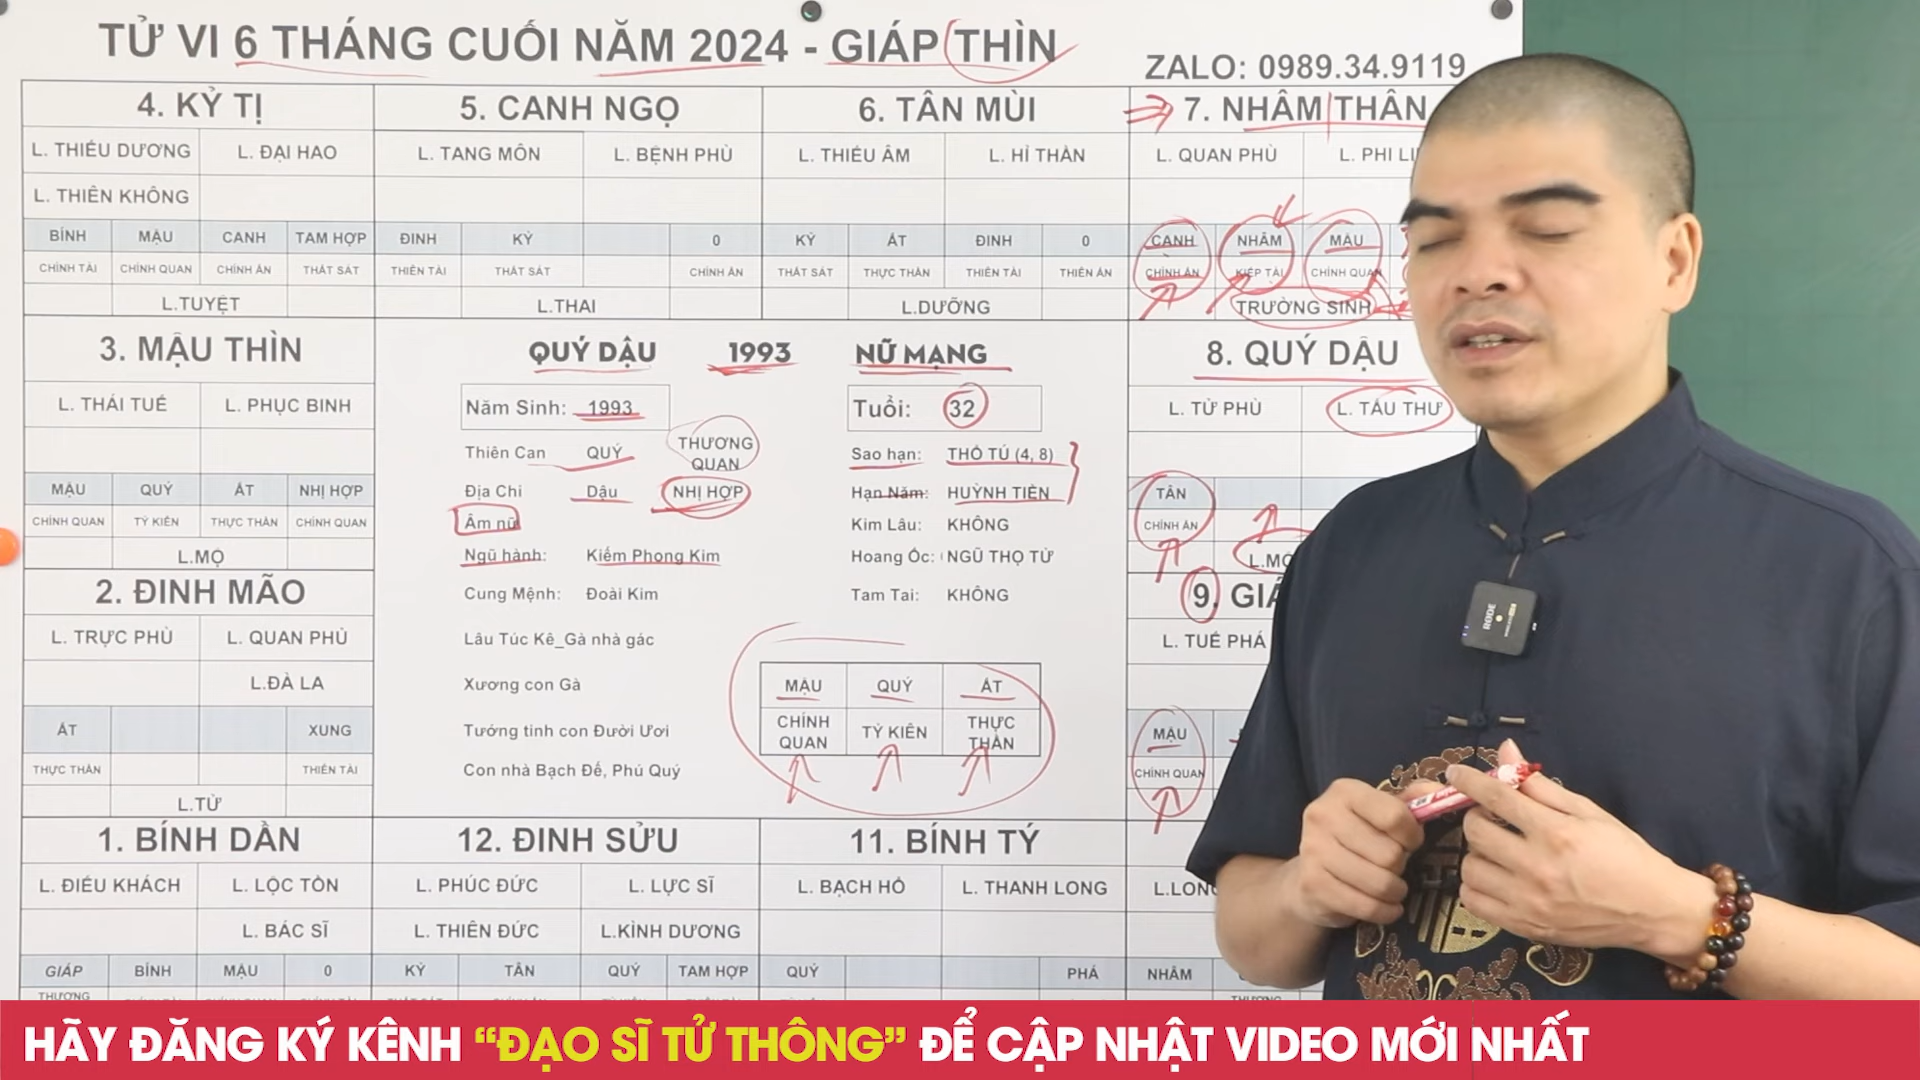 TỬ VI 6 THÁNG CUỐI NĂM 2024 - GIÁP THÌN
ZALO: 0989.34.9119
4. KỶ TỊ
L. THIẾU DƯƠNG L. ĐẠI HAO
L. THIÊN KHÔNG
BÍNH MẬU CANH TAM HỢP
CHÍNH TÀI CHÍNH QUAN CHÍNH ẤN THẤT SÁT
L.TUYỆT
5. CANH NGỌ
L. TANG MÔN L. BỆNH PHÙ
ĐINH KỶ 0
THIÊN TÀI THẤT SÁT CHÍNH ẤN
L.THAI
6. TÂN MÙI
L. THIẾU ÂM L. HỈ THẦN
KỶ ẤT ĐINH 0
THẤT SÁT THỰC THẦN THIÊN TÀI THIÊN ẤN
L.DƯỠNG
7. NHÂM THÂN
L. QUAN PHÙ L. PHI LI
CANH NHÂM MẬU
CHÍNH ẤN KIẾP TÀI CHÍNH QUAN
TRƯỜNG SINH
3. MẬU THÌN
L. THÁI TUẾ L. PHỤC BINH
MẬU QUÝ ẤT NHỊ HỢP
CHÍNH QUAN TỶ KIÊN THỰC THẦN CHÍNH QUAN
L.MỘ
QUÝ DẬU 1993 NỮ MẠNG
Năm Sinh: 1993
Tuổi: 32
Thiên Can QUÝ THƯƠNG QUAN
Địa Chi Dậu NHỊ HỢP
Âm nữ
Ngũ hành: Kiếm Phong Kim
Cung Mệnh: Đoài Kim
Lâu Túc Kê_Gà nhà gác
Xương con Gà
Tướng tinh con Đười Ươi
Con nhà Bạch Đế, Phú Quý
Sao hạn: THỔ TÚ (4, 8)
Hạn Năm: HUỲNH TIỀN
Kim Lâu: KHÔNG
Hoang Ốc: NGŨ THỌ TỬ
Tam Tai: KHÔNG
MẬU QUÝ ẤT
CHÍNH QUAN TỶ KIÊN THỰC THẦN
8. QUÝ DẬU
L. TỬ PHÙ L. TẤU THƯ
TÂN
CHÍNH ẤN
L.MỘ
2. ĐINH MÃO
L. TRỰC PHÙ L. QUAN PHÙ
L.ĐÀ LA
ẤT XUNG
THỰC THẦN THIÊN TÀI
L.TỬ
9. GIÁ
L. TUẾ PHÁ
MẬU
CHÍNH QUAN
1. BÍNH DẦN
L. ĐIẾU KHÁCH L. LỘC TỒN
L. BÁC SĨ
GIÁP BÍNH MẬU 0
THƯƠNG
12. ĐINH SỬU
L. PHÚC ĐỨC L. LỰC SĨ
L. THIÊN ĐỨC L.KÌNH DƯƠNG
KỶ TÂN QUÝ TAM HỢP
11. BÍNH TÝ
L. BẠCH HỔ L. THANH LONG
QUÝ PHÁ
L.LONG
NHÂM
RØDE
HÃY ĐĂNG KÝ KÊNH “ĐẠO SĨ TỬ THÔNG” ĐỂ CẬP NHẬT VIDEO MỚI NHẤT